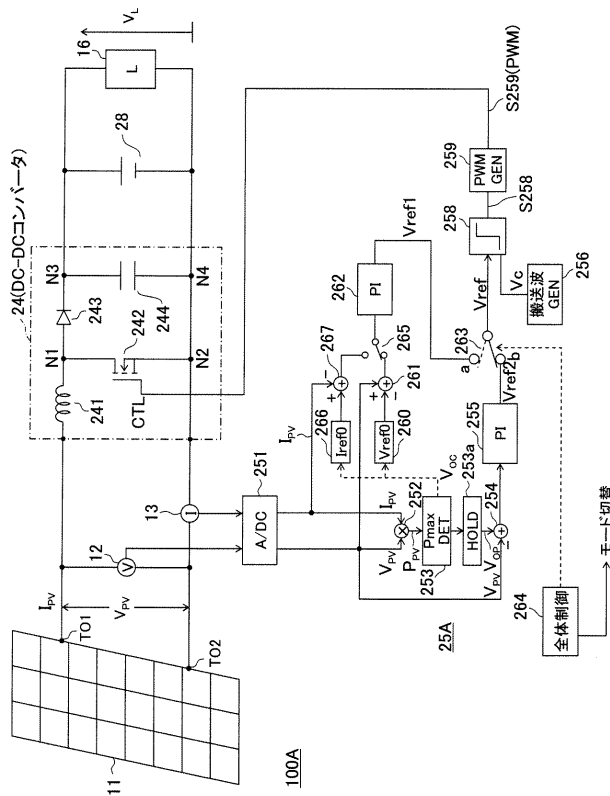 24(DC-DCコンバータ)
V_L
16
L
28
N3
N4
243
244
N1
N2
242
241
CTL
13
I
12
V
I_PV
V_PV
TO1
TO2
11
100A
251
A/DC
I_PV
I_PV
V_PV
252
P_PV
Pmax
DET
253
V_OC
HOLD
253a
V_OP
V_PV
254
255
PI
266
Iref0
267
260
Vref0
261
+
-
+
-
+
-
265
262
PI
Vref1
a
263
b
Vref2
Vref
Vc
256
搬送波
GEN
258
S258
259
PWM
GEN
S259(PWM)
25A
264
全体制御
モード切替